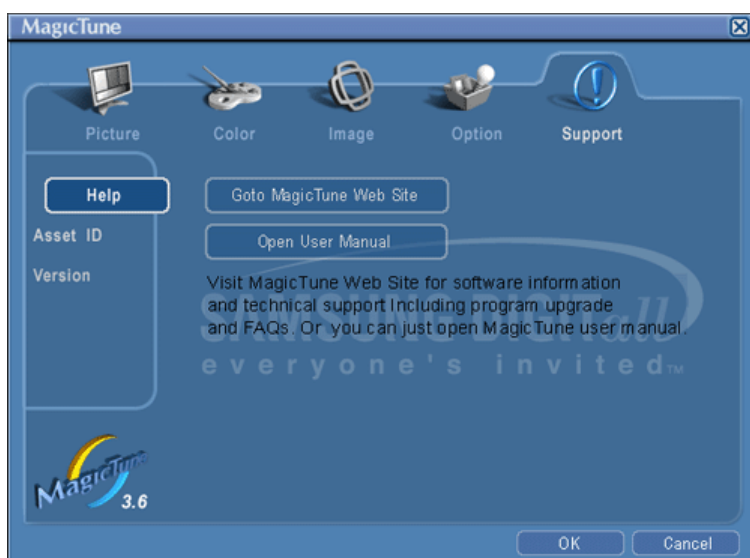 MagicTune
Picture
Color
Image
Option
Support
Help
Asset ID
Version
Goto MagicTune Web Site
Open User Manual
Visit MagicTune Web Site for software information
and technical support Including program upgrade
and FAQs. Or you can just open MagicTune user manual.
SAMSUNG DIGITall
everyone's invited™
MagicTune
3.6
OK
Cancel